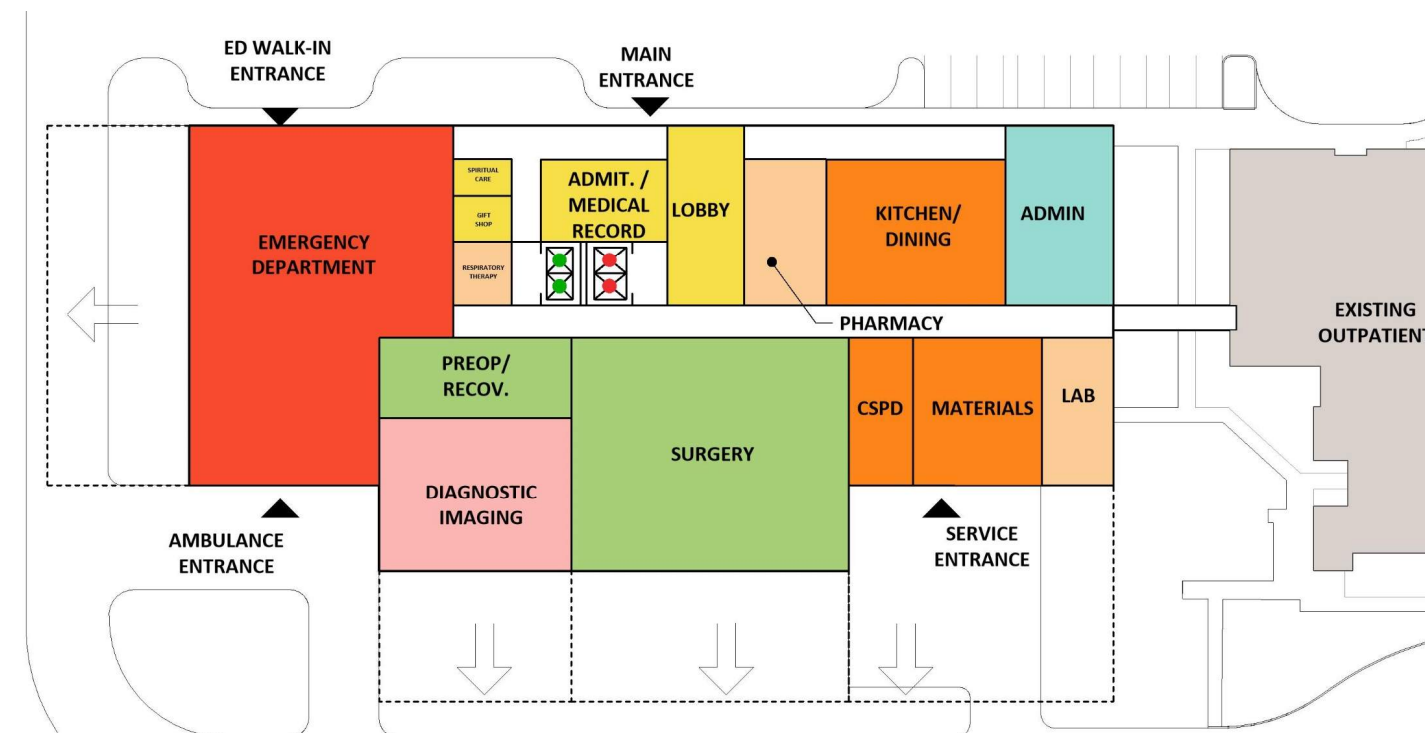 ED WALK-IN
ENTRANCE
MAIN
ENTRANCE
SPIRITUAL
CARE
GIFT
SHOP
RESPIRATORY
THERAPY
ADMIT. /
MEDICAL
RECORD
LOBBY
KITCHEN/
DINING
ADMIN
EMERGENCY
DEPARTMENT
PHARMACY
EXISTING
OUTPATIENT
PREOP/
RECOV.
CSPD
MATERIALS
LAB
SURGERY
DIAGNOSTIC
IMAGING
AMBULANCE
ENTRANCE
SERVICE
ENTRANCE